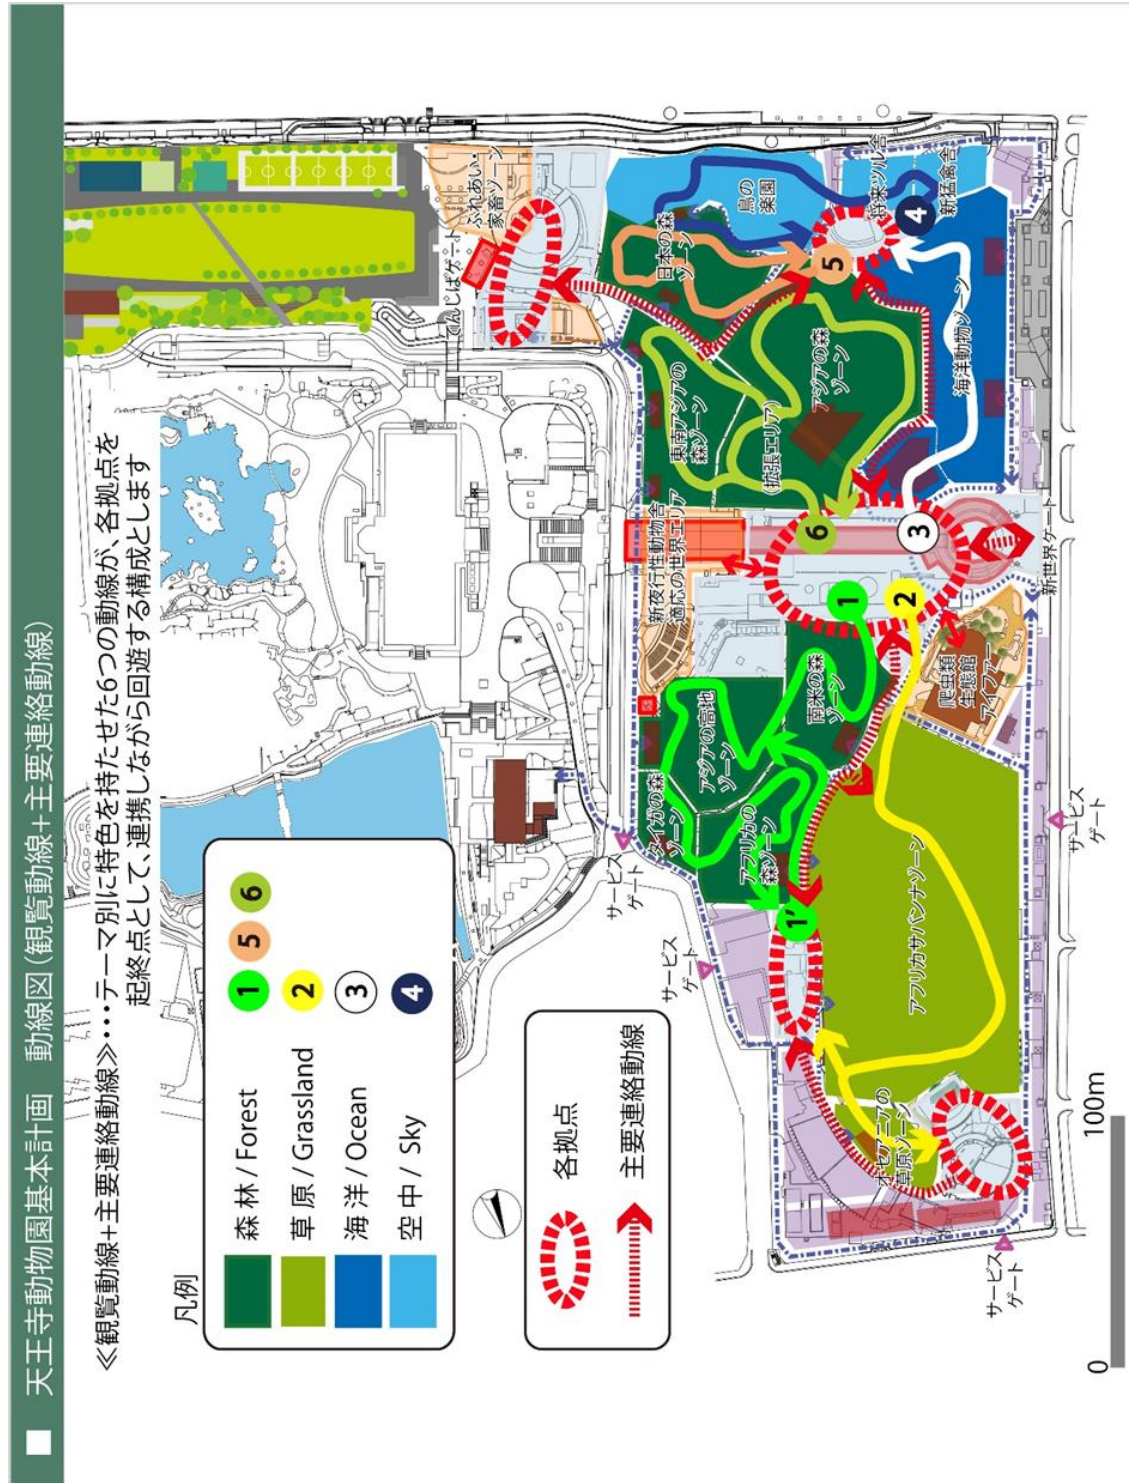 ■ 天王寺動物園基本計画　動線図（観覧動線+主要連絡動線）
≪観覧動線+主要連絡動線≫････テーマ別に特色を持たせた6つの動線が、各拠点を
起終点として、連携しながら回遊する構成とします
凡例
森林 / Forest
1
5
6
草原 / Grassland
2
海洋 / Ocean
3
空中 / Sky
4
各拠点
主要連絡動線
てんしばゲート
ふれあい・
家畜ゾーン
日本の森
ゾーン
鳥の
楽園
将来ツル舎
新猛禽舎
4
5
東南アジアの
森ゾーン
(拡張エリア)
アジアの森
ゾーン
海洋動物ゾーン
新夜行性動物舎
適応の世界エリア
6
3
1
2
新世界ゲート
爬虫類
生態館
アイファー
南米の森
ゾーン
アジアの高地
ゾーン
タイガの森
ゾーン
アフリカの
森ゾーン
1'
アフリカサバンナゾーン
オセアニアの
草原ゾーン
サービス
ゲート
サービス
ゲート
サービス
ゲート
サービス
ゲート
0
100m